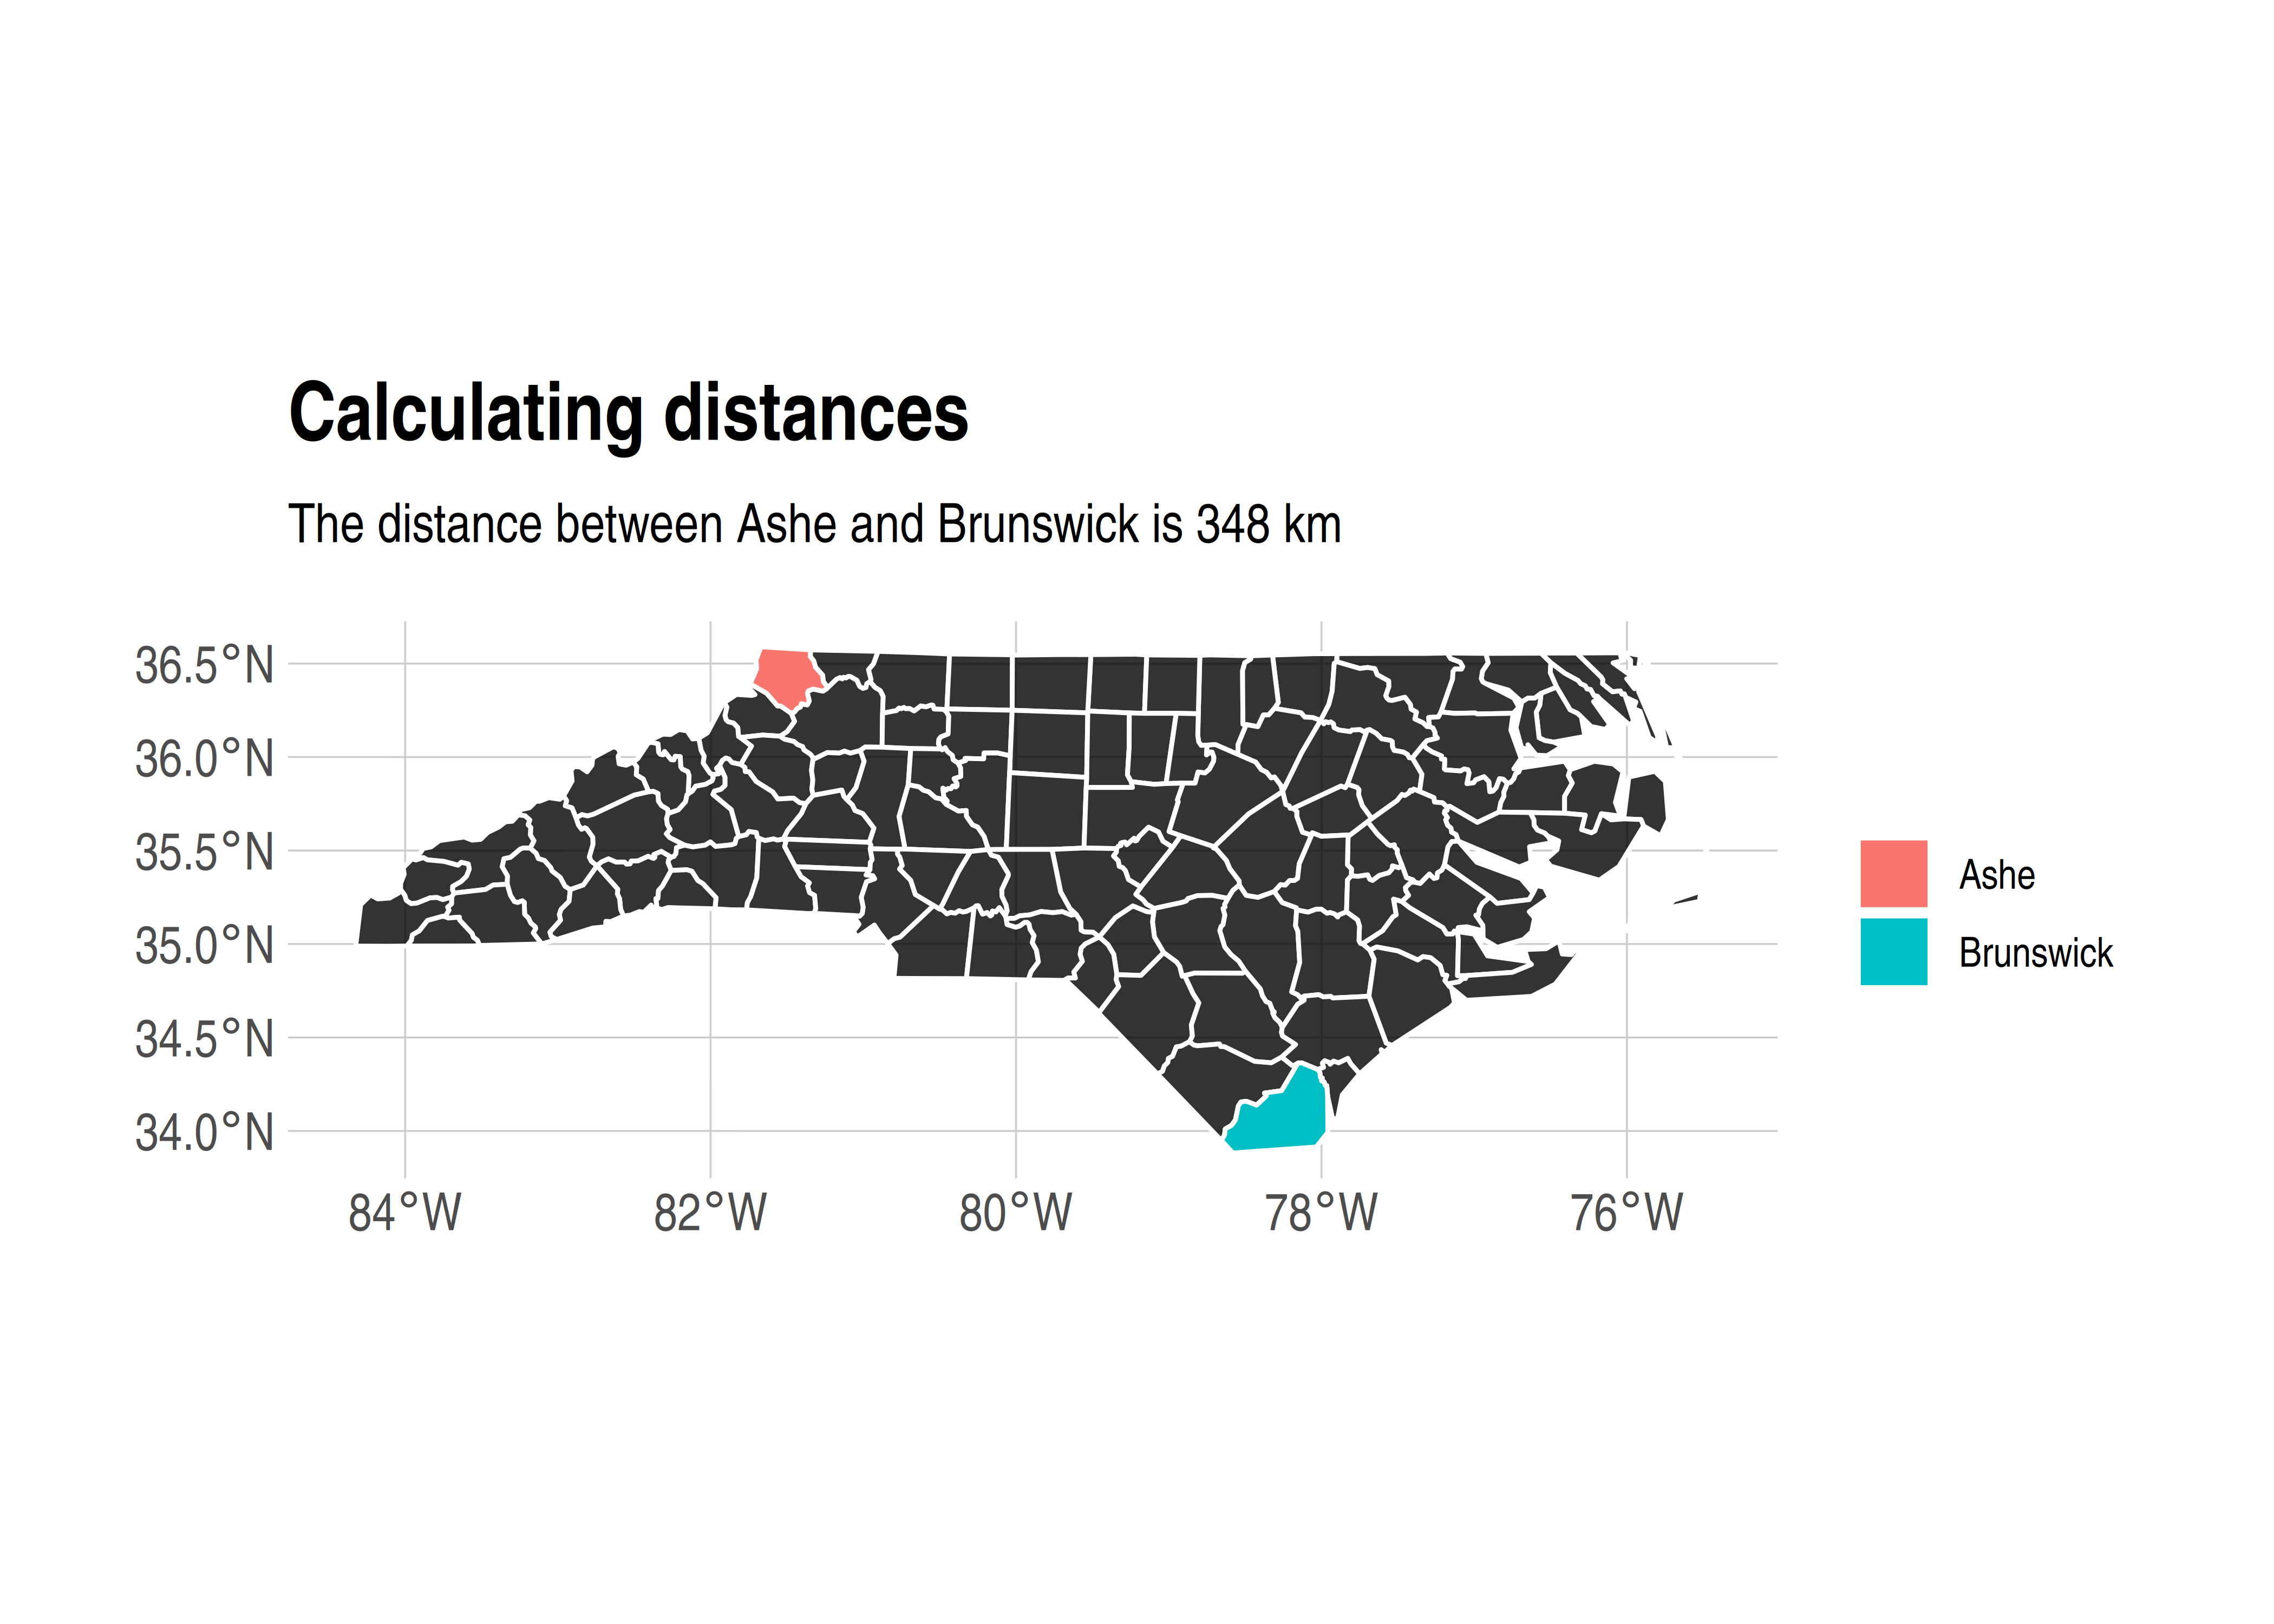 Calculating distances
The distance between Ashe and Brunswick is 348 km
36.5°N
36.0°N
35.5°N
35.0°N
34.5°N
34.0°N
84°W
82°W
80°W
78°W
76°W
Ashe
Brunswick